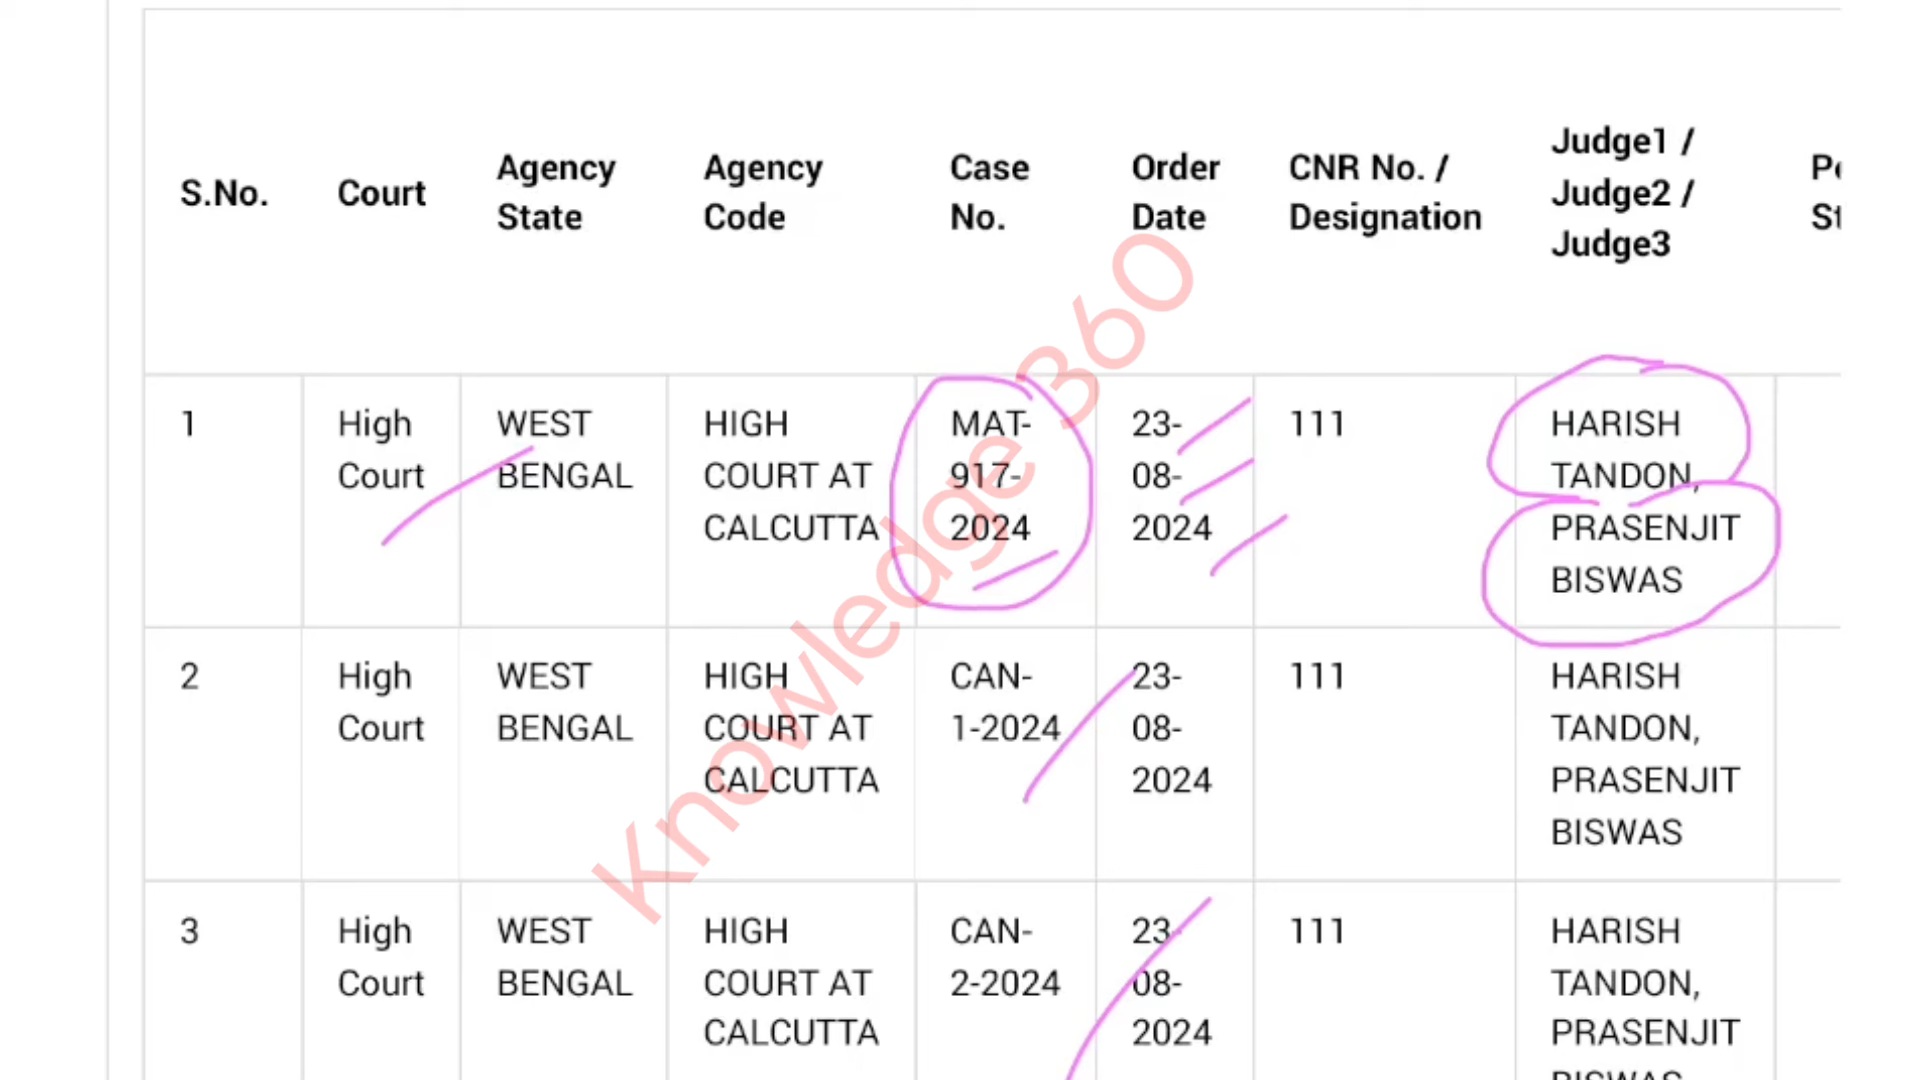 S.No.
Court
Agency
State
Agency
Code
Case
No.
Order
Date
CNR No. /
Designation
Judge1 /
Judge2 /
Judge3
1
High
Court
WEST
BENGAL
HIGH
COURT AT
CALCUTTA
MAT-
917-
2024
23-
08-
2024
111
HARISH
TANDON,
PRASENJIT
BISWAS
2
High
Court
WEST
BENGAL
HIGH
COURT AT
CALCUTTA
CAN-
1-2024
23-
08-
2024
111
HARISH
TANDON,
PRASENJIT
BISWAS
3
High
Court
WEST
BENGAL
HIGH
COURT AT
CALCUTTA
CAN-
2-2024
23-
08-
2024
111
HARISH
TANDON,
PRASENJIT
Knowledge 360